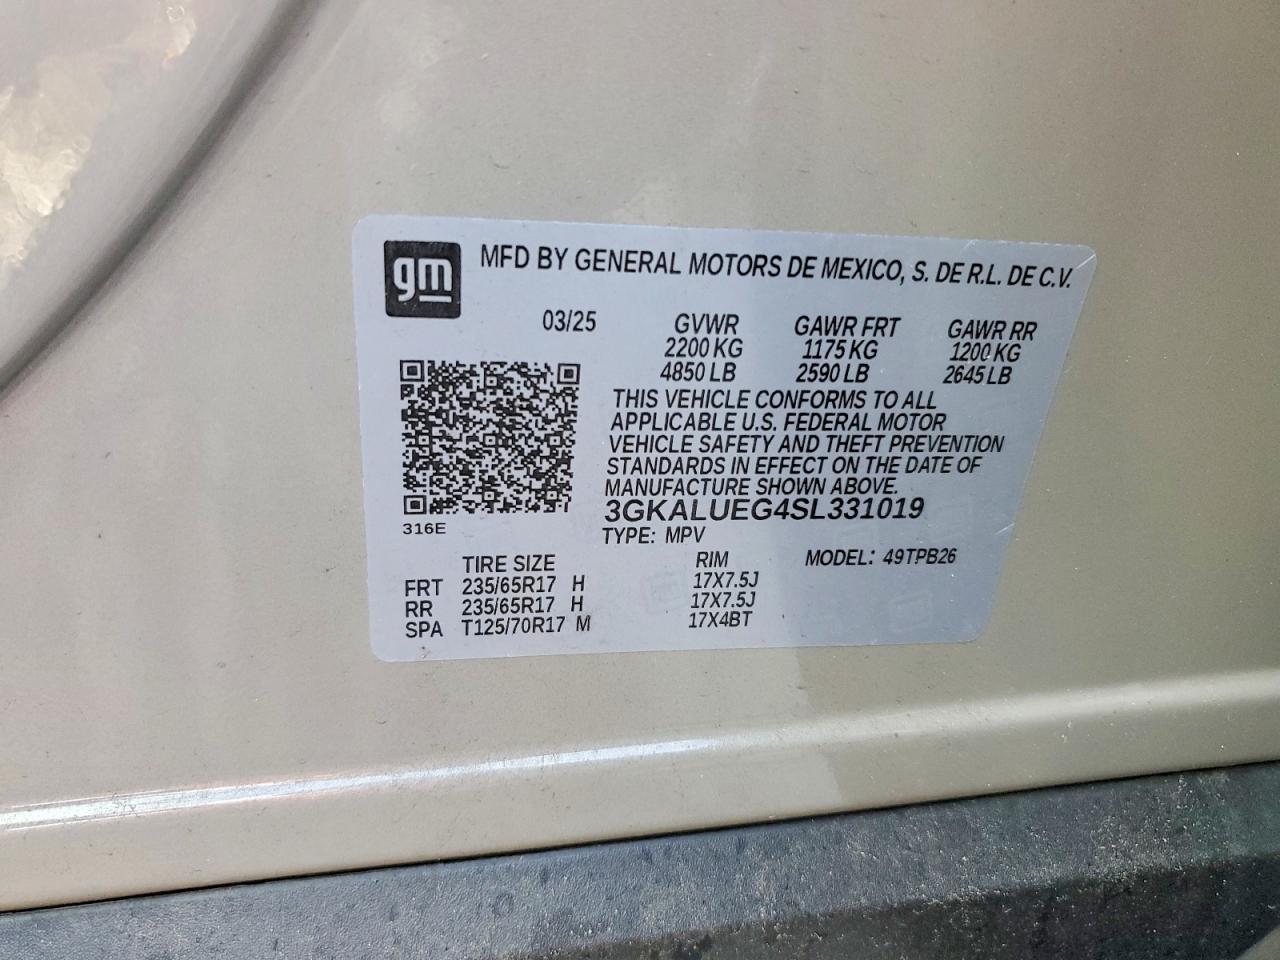 gm
MFD BY GENERAL MOTORS DE MEXICO, S. DE R.L. DE C.V.
03/25 GVWR GAWR FRT GAWR RR
2200 KG 1175 KG 1200 KG
4850 LB 2590 LB 2645 LB
THIS VEHICLE CONFORMS TO ALL
APPLICABLE U.S. FEDERAL MOTOR
VEHICLE SAFETY AND THEFT PREVENTION
STANDARDS IN EFFECT ON THE DATE OF
MANUFACTURE SHOWN ABOVE.
3GKALUEG4SL331019
316E
TYPE: MPV
TIRE SIZE RIM MODEL: 49TPB26
FRT 235/65R17 H 17X7.5J
RR 235/65R17 H 17X7.5J
SPA T125/70R17 M 17X4BT